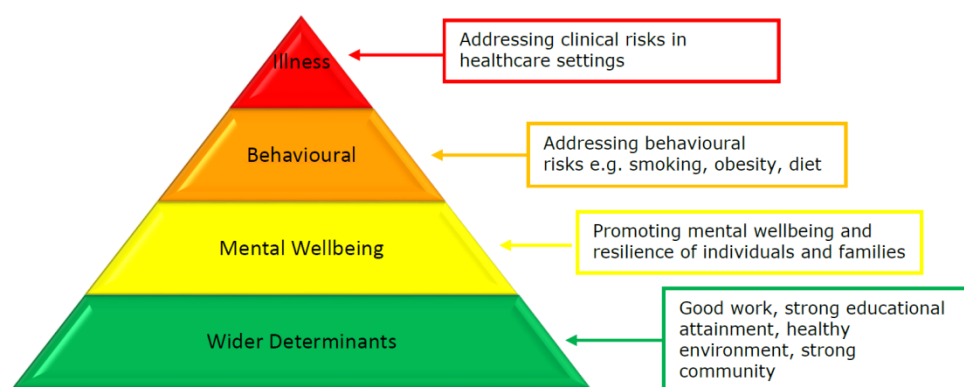 Illness
Addressing clinical risks in
healthcare settings
Behavioural
Addressing behavioural
risks e.g. smoking, obesity, diet
Mental Wellbeing
Promoting mental wellbeing and
resilience of individuals and families
Wider Determinants
Good work, strong educational
attainment, healthy
environment, strong
community